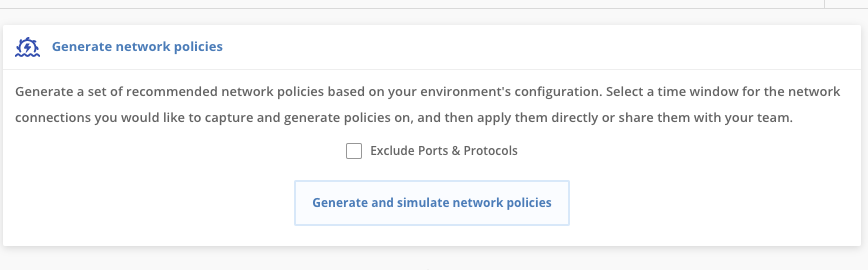 Generate network policies
Generate a set of recommended network policies based on your environment's configuration. Select a time window for the network
connections you would like to capture and generate policies on, and then apply them directly or share them with your team.
Exclude Ports & Protocols
Generate and simulate network policies